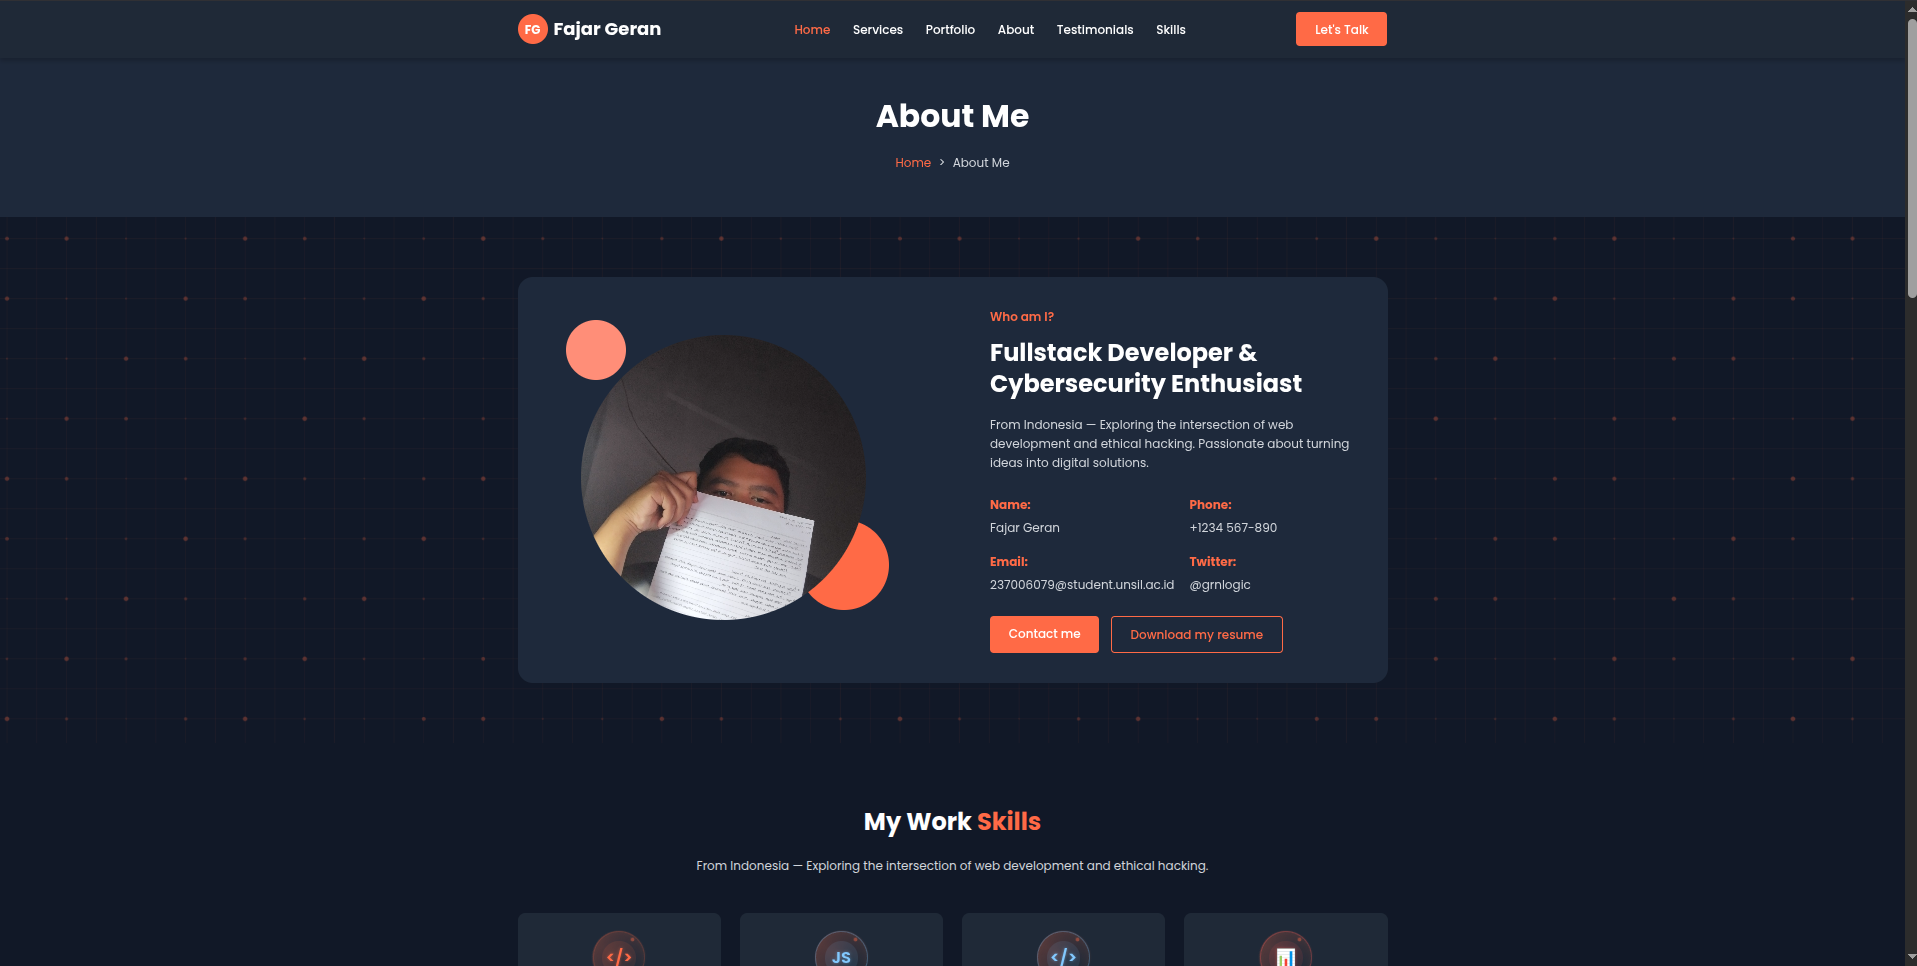 FG Fajar Geran
Home Services Portfolio About Testimonials Skills
Let's Talk
About Me
Home > About Me
Who am I?
Fullstack Developer &
Cybersecurity Enthusiast
From Indonesia — Exploring the intersection of web
development and ethical hacking. Passionate about turning
ideas into digital solutions.
Name:
Fajar Geran
Phone:
+1234 567-890
Email:
237006079@student.unsil.ac.id
Twitter:
@grnlogic
Contact me
Download my resume
My Work Skills
From Indonesia — Exploring the intersection of web development and ethical hacking.
</>
JS
</>